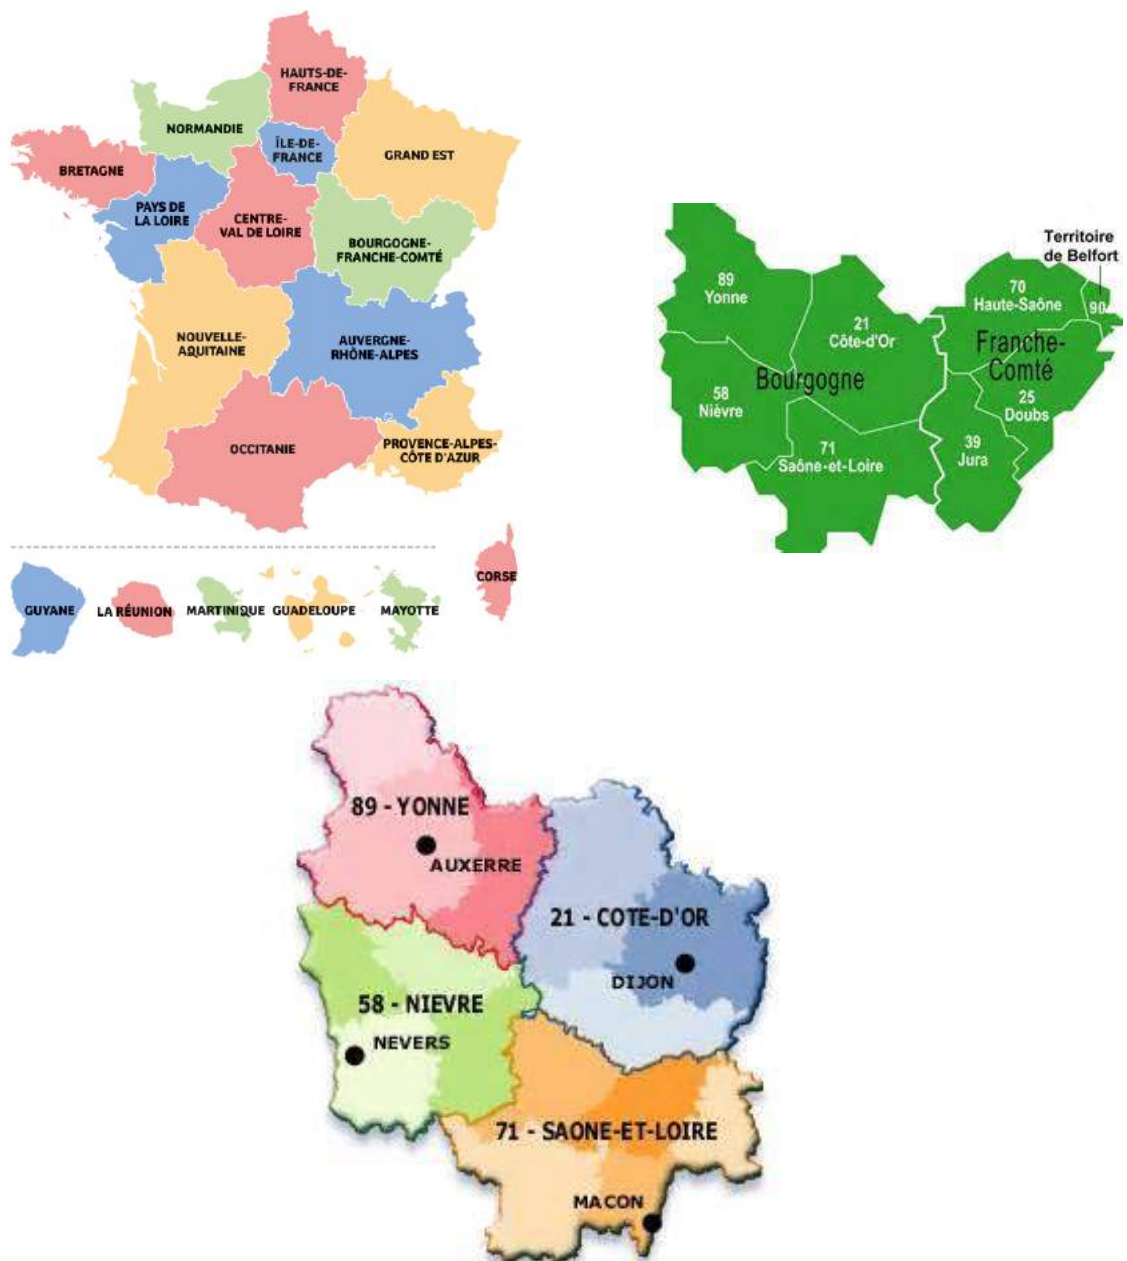 HAUTS-DE-
FRANCE
NORMANDIE
ÎLE-DE-
FRANCE
GRAND EST
BRETAGNE
PAYS DE
LA LOIRE
CENTRE-
VAL DE LOIRE
BOURGOGNE-
FRANCHE-COMTÉ
NOUVELLE-
AQUITAINE
AUVERGNE-
RHÔNE-ALPES
OCCITANIE
PROVENCE-ALPES-
CÔTE D'AZUR
GUYANE
LA RÉUNION
MARTINIQUE
GUADELOUPE
MAYOTTE
CORSE
Territoire
de Belfort
89
Yonne
70
Haute-Saône
90
21
Côte-d'Or
Franche-
Comté
58
Nièvre
Bourgogne
25
Doubs
71
Saône-et-Loire
39
Jura
89 - YONNE
AUXERRE
21 - COTE-D'OR
DIJON
58 - NIEVRE
NEVERS
71 - SAONE-ET-LOIRE
MACON